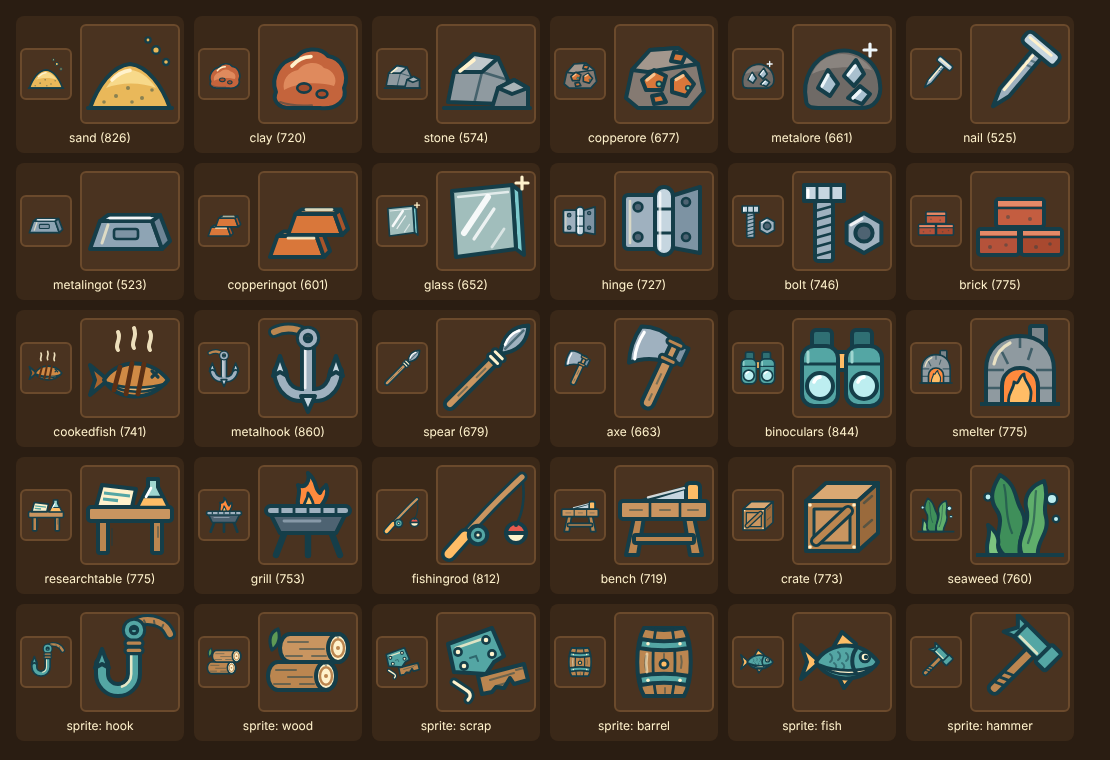 sand (826)
clay (720)
stone (574)
copperore (677)
metalore (661)
nail (525)
metalingot (523)
copperingot (601)
glass (652)
hinge (727)
bolt (746)
brick (775)
cookedfish (741)
metalhook (860)
spear (679)
axe (663)
binoculars (844)
smelter (775)
researchtable (775)
grill (753)
fishingrod (812)
bench (719)
crate (773)
seaweed (760)
sprite: hook
sprite: wood
sprite: scrap
sprite: barrel
sprite: fish
sprite: hammer